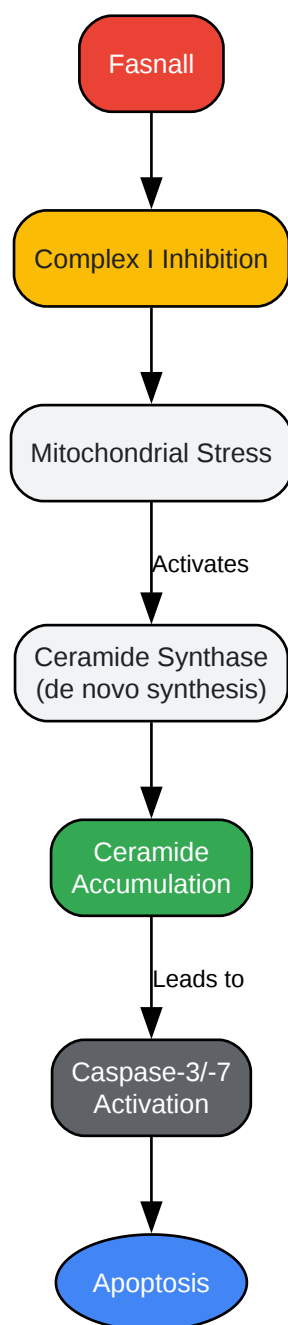 Fasnall
Complex I Inhibition
Mitochondrial Stress
Activates
Ceramide Synthase
(de novo synthesis)
Ceramide
Accumulation
Leads to
Caspase-3/-7
Activation
Apoptosis